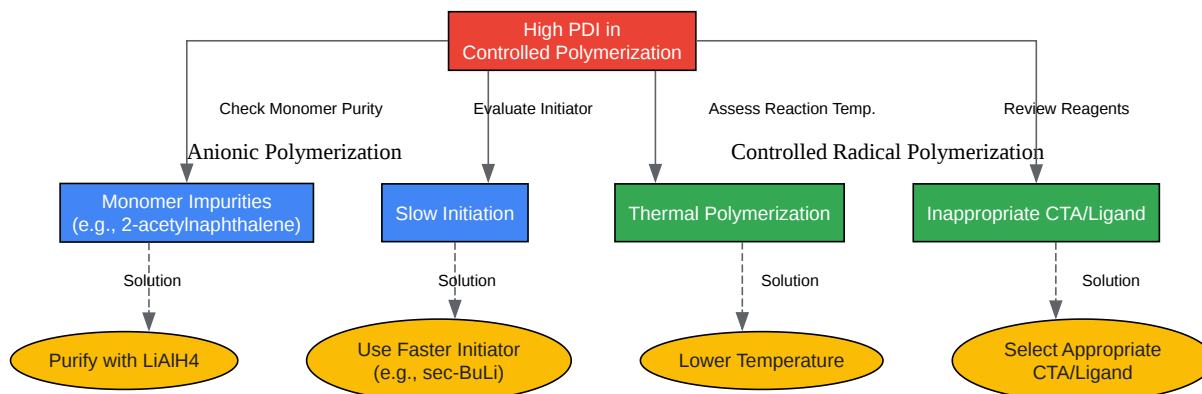 High PDI in
Controlled Polymerization
Check Monomer Purity
Evaluate Initiator
Assess Reaction Temp.
Review Reagents
Anionic Polymerization
Controlled Radical Polymerization
Monomer Impurities
(e.g., 2-acetylnaphthalene)
Slow Initiation
Thermal Polymerization
Inappropriate CTA/Ligand
Solution
Solution
Solution
Solution
Purify with LiAlH4
Use Faster Initiator
(e.g., sec-BuLi)
Lower Temperature
Select Appropriate
CTA/Ligand